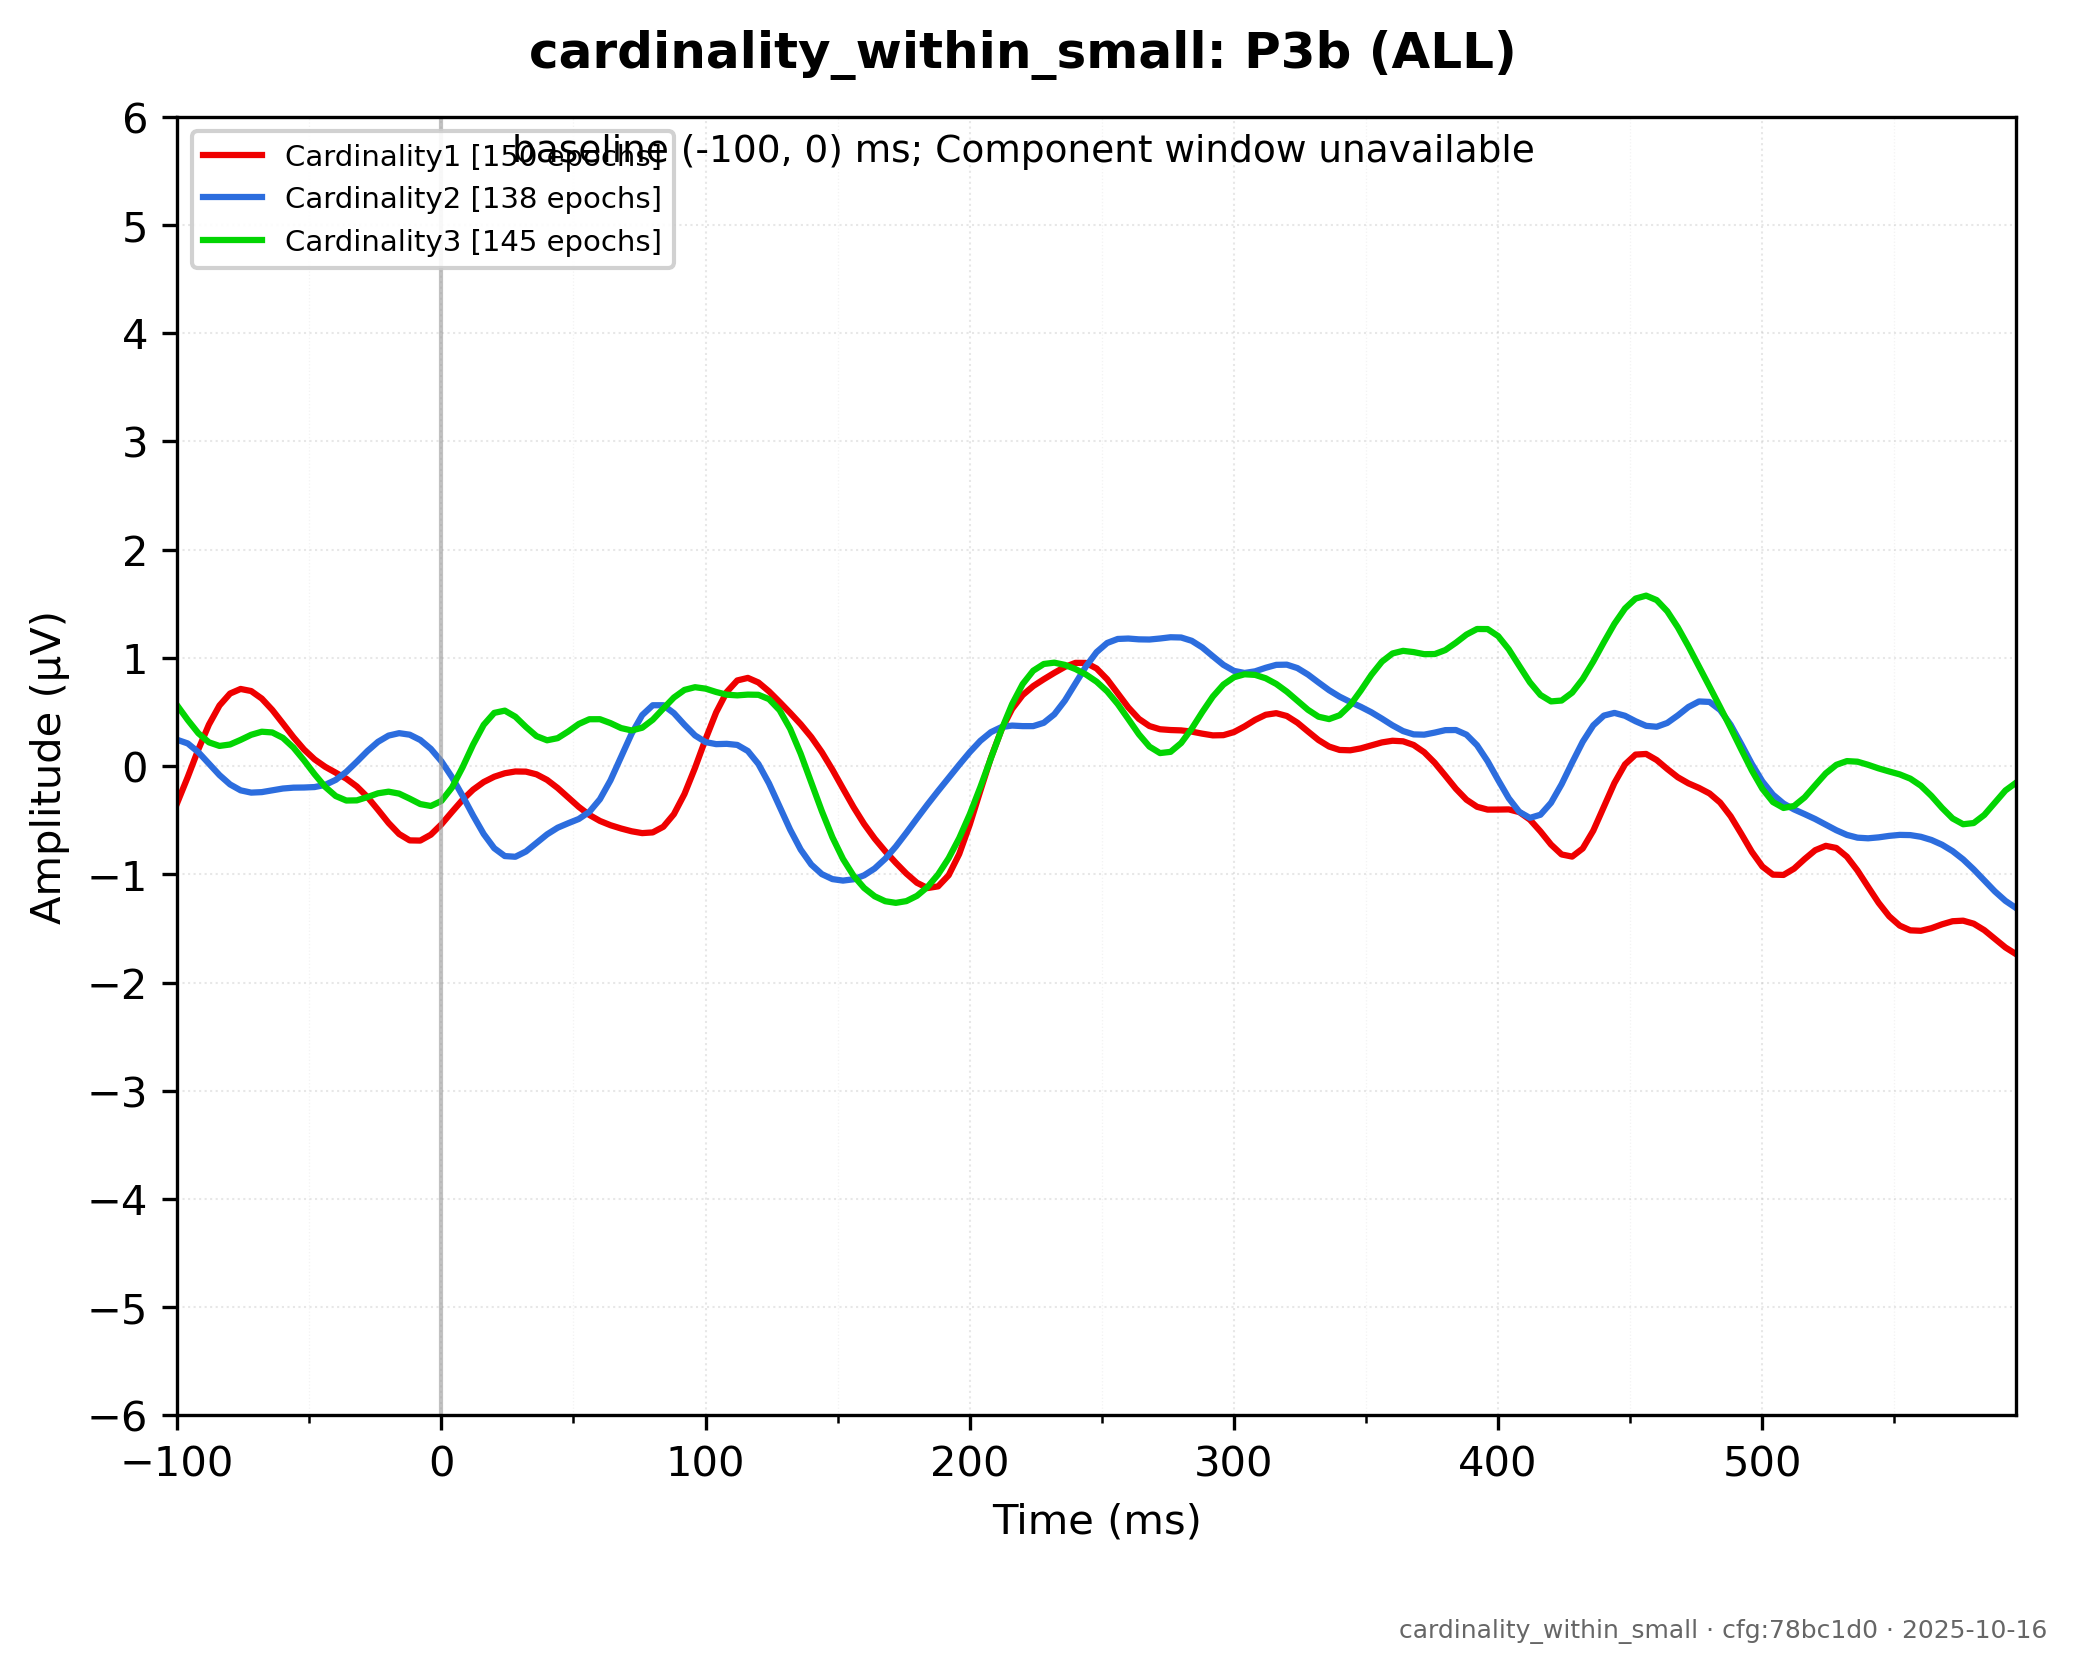 cardinality_within_small: P3b (ALL)
baseline (-100, 0) ms; Component window unavailable
Cardinality1 [150 epochs]
Cardinality2 [138 epochs]
Cardinality3 [145 epochs]
6
5
4
3
2
1
0
−1
−2
−3
−4
−5
−6
Amplitude (μV)
−100 0 100 200 300 400 500
Time (ms)
cardinality_within_small · cfg:78bc1d0 · 2025-10-16